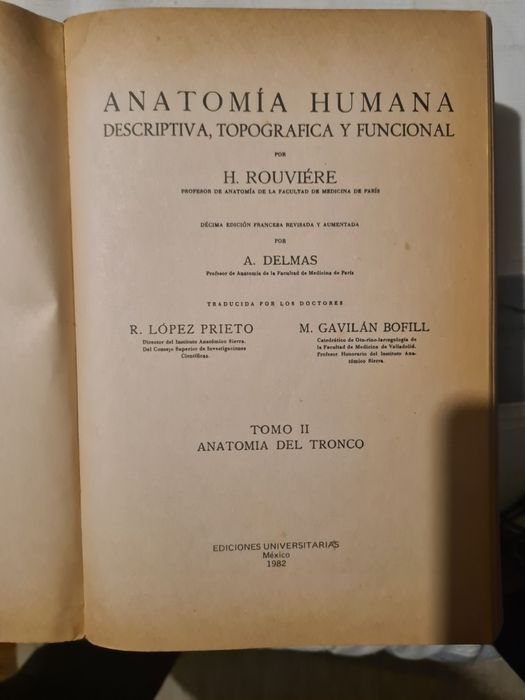 ANATOMÍA HUMANA
DESCRIPTIVA, TOPOGRAFICA Y FUNCIONAL
POR
H. ROUVIÉRE
PROFESOR DE ANATOMÍA DE LA FACULTAD DE MEDICINA DE PARÍS
DÉCIMA EDICIÓN FRANCESA REVISADA Y AUMENTADA
POR
A. DELMAS
Profesor de Anatomía de la Facultad de Medicina de París
TRADUCIDA POR LOS DOCTORES
R. LÓPEZ PRIETO
Director del Instituto Anatómico Sierra.
Del Consejo Superior de Investigaciones
Científicas.
M. GAVILÁN BOFILL
Catedrático de Oto-rino-laringología de
la Facultad de Medicina de Valladolid.
Profesor Honorario del Instituto Ana-
tómico Sierra.
TOMO II
ANATOMIA DEL TRONCO
EDICIONES UNIVERSITARIAS
México
1982